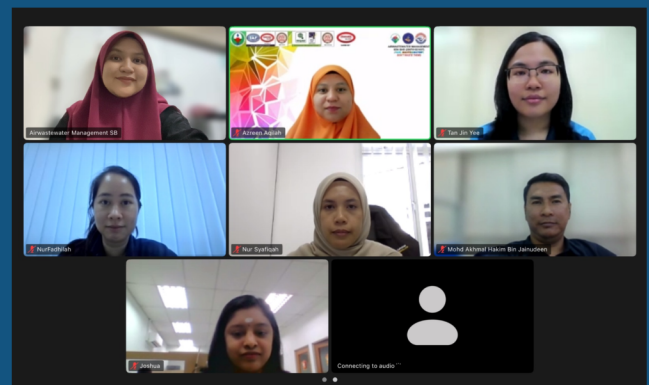 Airwastewater Management SB
Azreen Aqilah
Tan Jin Yee
NurFadhilah
Nur Syafiqah
Mohd Akhmal Hakim Bin Jainudeen
Joshua
Connecting to audio